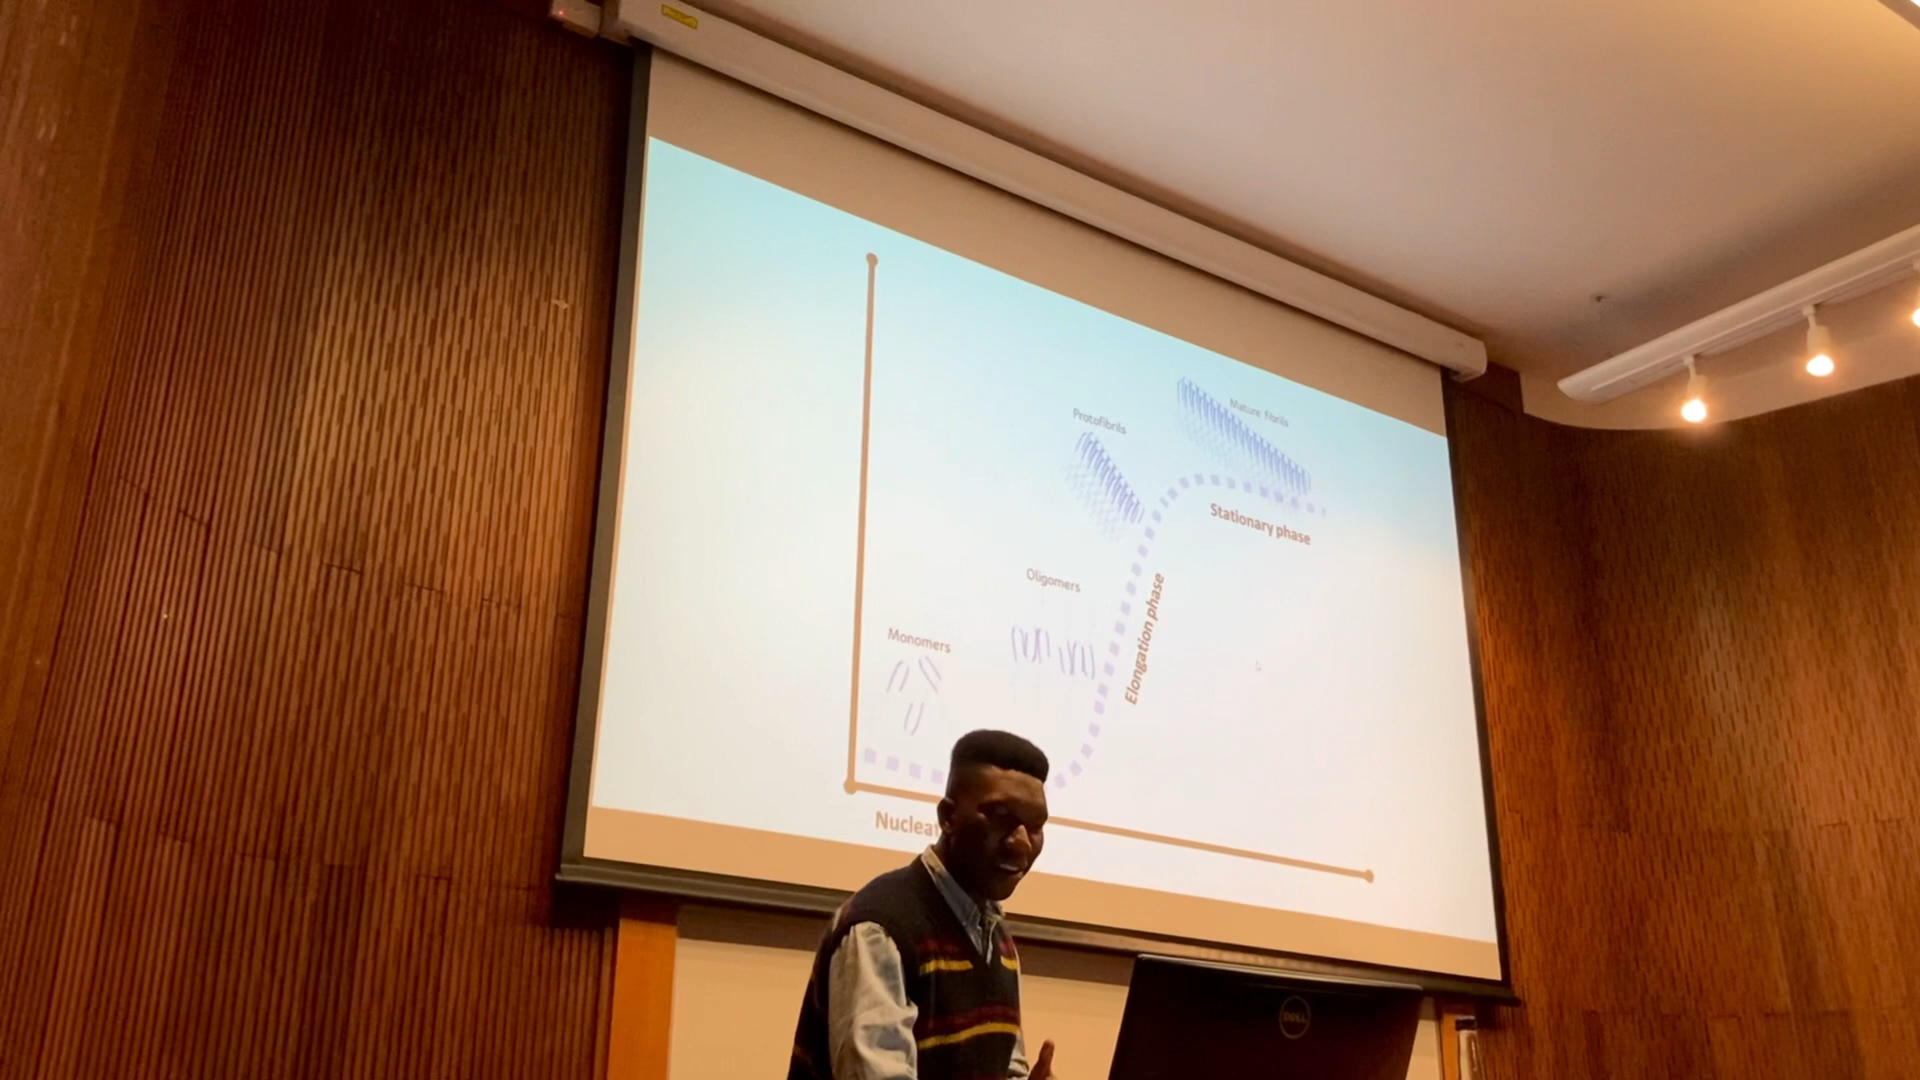 Mature fibrils
Protofibrils
Stationary phase
Oligomers
Elongation phase
Monomers
Nucleat
DELL